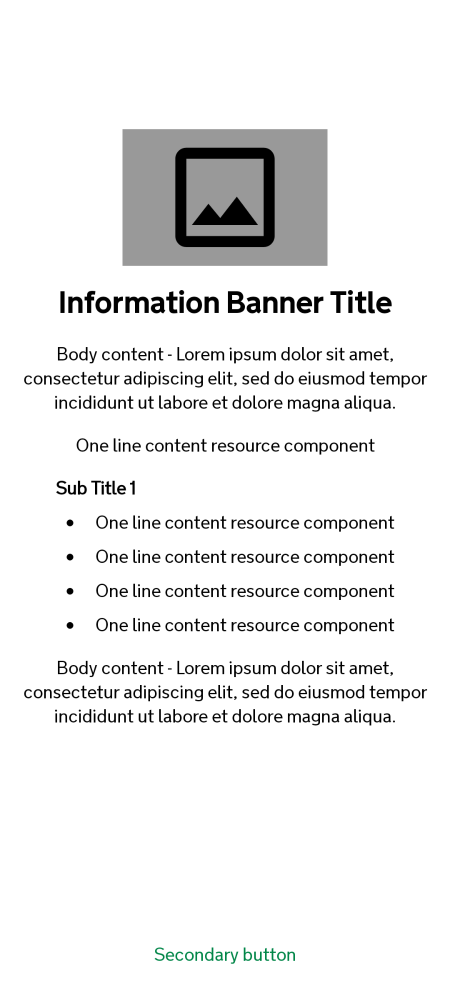 Information Banner Title
Body content - Lorem ipsum dolor sit amet,
consectetur adipiscing elit, sed do eiusmod tempor
incididunt ut labore et dolore magna aliqua.
One line content resource component
Sub Title 1
• One line content resource component
• One line content resource component
• One line content resource component
• One line content resource component
Body content - Lorem ipsum dolor sit amet,
consectetur adipiscing elit, sed do eiusmod tempor
incididunt ut labore et dolore magna aliqua.
Secondary button